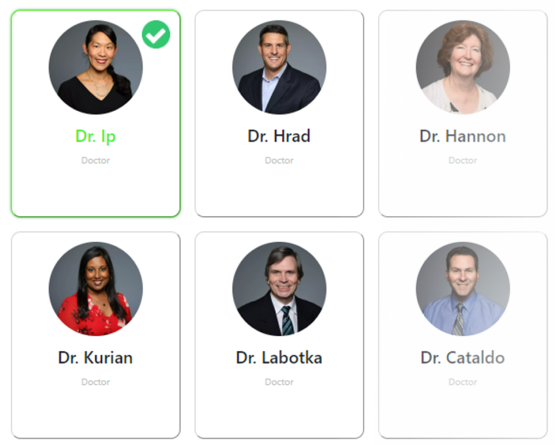 Dr. Ip
Doctor
Dr. Hrad
Doctor
Dr. Hannon
Doctor
Dr. Kurian
Doctor
Dr. Labotka
Doctor
Dr. Cataldo
Doctor